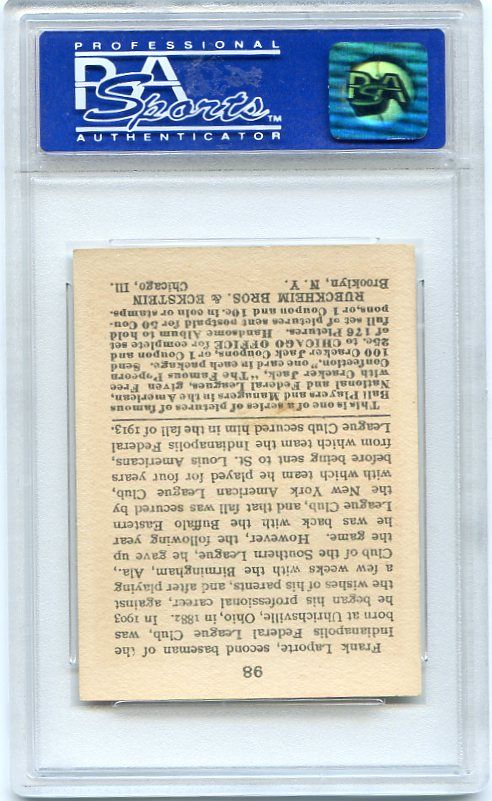 PROFESSIONAL
PSA
Sports™
AUTHENTICATOR
PSA
98
Frank Laporte, second baseman of the
Indianapolis Federal League Club, was
born at Uhrichsville, Ohio, in 1882. In 1903
he began his professional career, against
the wishes of his parents, and after playing
a few weeks with the Birmingham, Ala.,
Club of the Southern League, he gave up
the game. However, the following year
he was back with the Buffalo Eastern
League Club, and that fall was secured by
the New York American League Club,
with which team he played for four years
before being sent to St. Louis Americans,
from which team the Indianapolis Federal
League Club secured him in the fall of 1913.
This is one of a series of pictures of famous
Ball Players and Managers in the American,
National and Federal Leagues, given Free
with Cracker Jack, "The Famous Popcorn
Confection," one card in each package. Send
100 Cracker Jack Coupons, or 1 Coupon and
25c. to CHICAGO OFFICE for complete set
of 176 Pictures. Handsome Album to hold
full set of pictures sent postpaid for 50 Cou-
pons, or 1 Coupon and 10c. in coin or stamps.
RUECKHEIM BROS. & ECKSTEIN
Brooklyn, N. Y. Chicago, Ill.